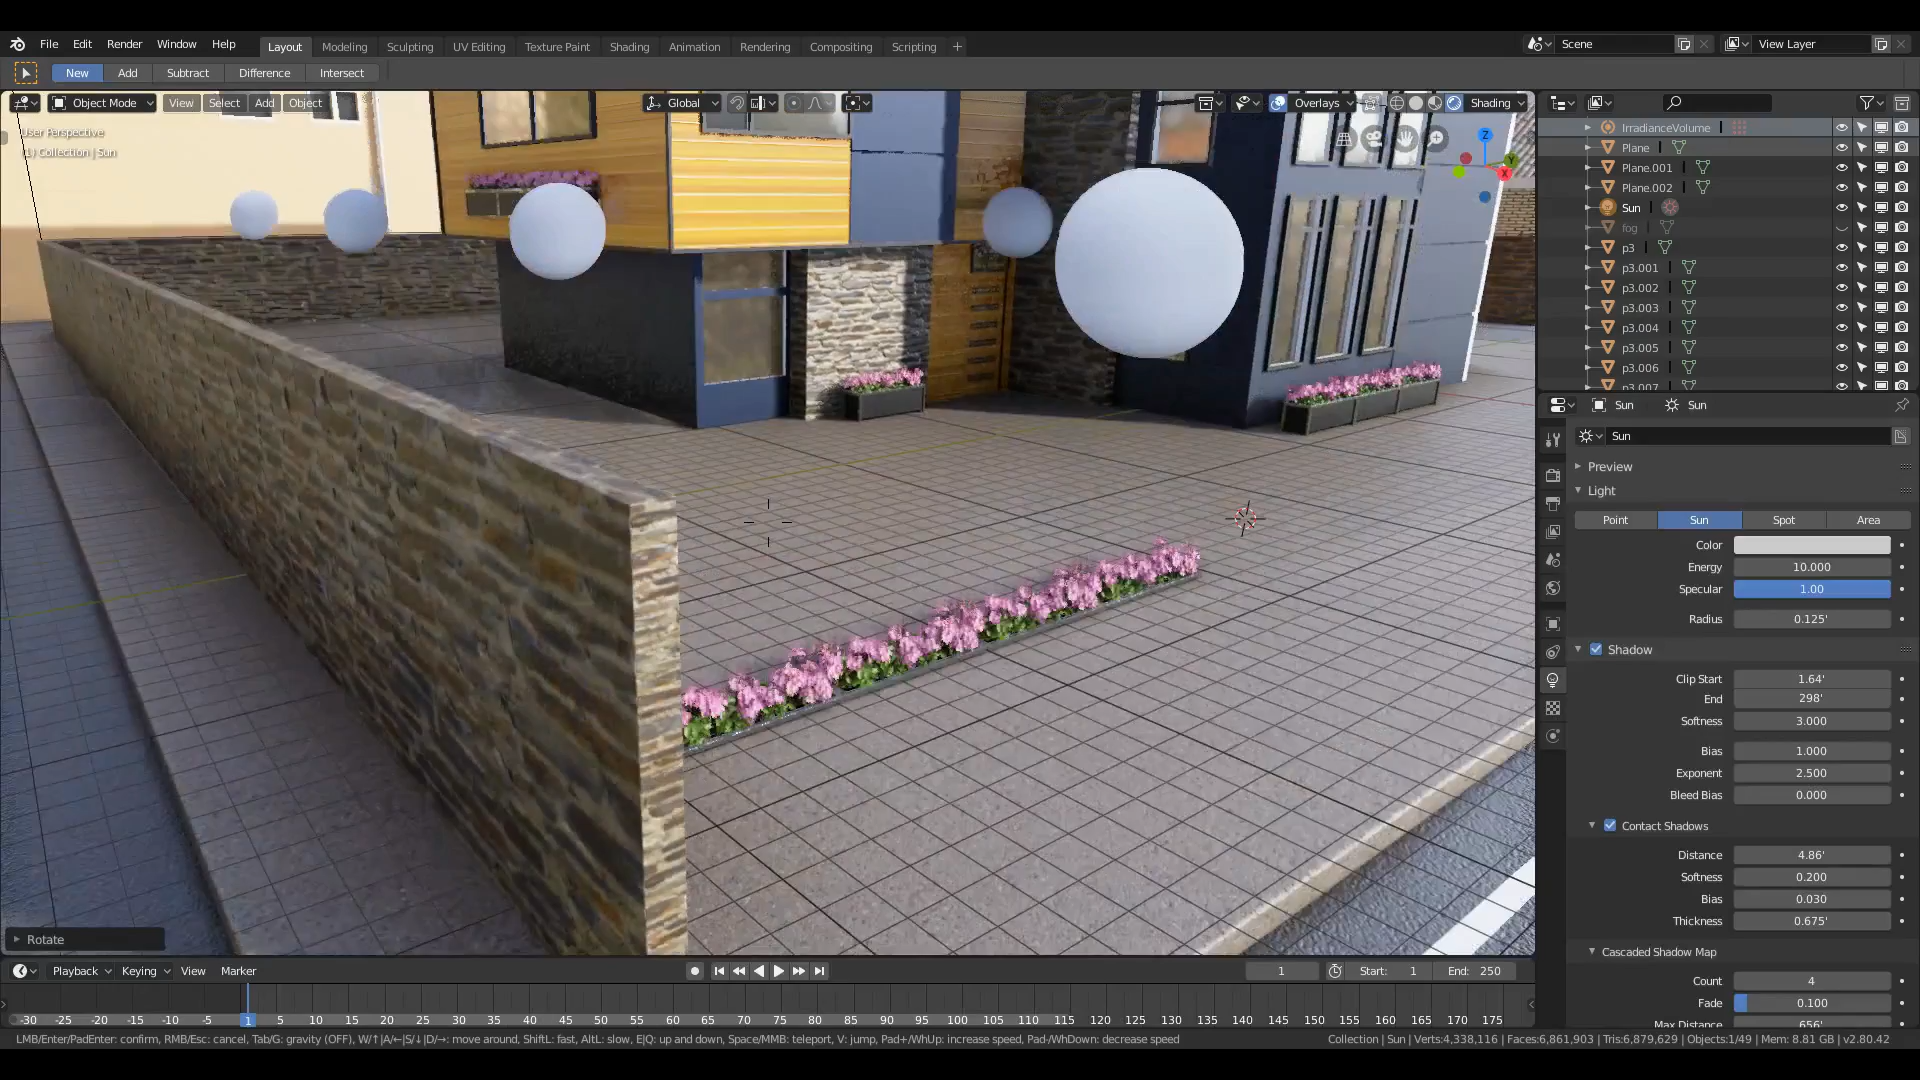 File Edit Render Window Help Layout Modeling Sculpting UV Editing Texture Paint Shading Animation Rendering Compositing Scripting + Scene View Layer
New Add Subtract Difference Intersect
Object Mode View Select Add Object Global Overlays Shading
User Perspective
(1) Collection | Sun
Z
Y
X
IrradianceVolume
Plane
Plane.001
Plane.002
Sun
fog
p3
p3.001
p3.002
p3.003
p3.004
p3.005
p3.006
p3.007
Sun Sun
Sun
Preview
Light
Point Sun Spot Area
Color
Energy 10.000
Specular 1.00
Radius 0.125'
Shadow
Clip Start 1.64'
End 298'
Softness 3.000
Bias 1.000
Exponent 2.500
Bleed Bias 0.000
Contact Shadows
Distance 4.86'
Softness 0.200
Bias 0.030
Thickness 0.675'
Cascaded Shadow Map
Count 4
Fade 0.100
Max Distance 656'
Rotate
Playback Keying View Marker 1 Start: 1 End: 250
-30 -25 -20 -15 -10 -5 1 5 10 15 20 25 30 35 40 45 50 55 60 65 70 75 80 85 90 95 100 105 110 115 120 125 130 135 140 145 150 155 160 165 170 175
LMB/Enter/PadEnter: confirm, RMB/Esc: cancel, Tab/G: gravity (OFF), W/↑|A/←|S/↓|D/→: move around, ShiftL: fast, AltL: slow, E|Q: up and down, Space/MMB: teleport, V: jump, Pad+/WhUp: increase speed, Pad-/WhDown: decrease speed Collection | Sun | Verts:4,338,116 | Faces:6,861,903 | Tris:6,879,629 | Objects:1/49 | Mem: 8.81 GB | v2.80.42